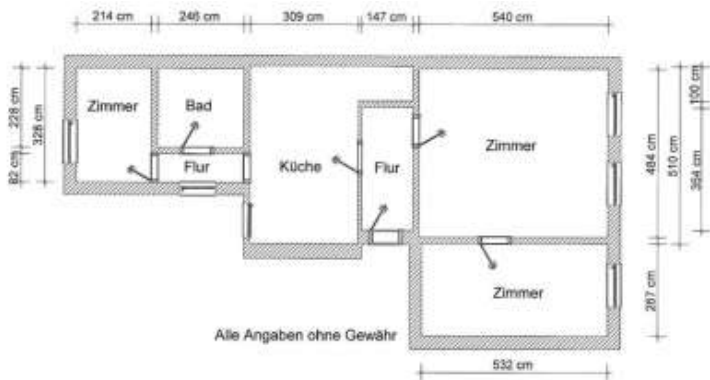 214 cm 246 cm 309 cm 147 cm 540 cm
Zimmer
Bad
Flur
Küche
Flur
Zimmer
Zimmer
228 cm
82 cm
328 cm
484 cm
510 cm
100 cm
354 cm
267 cm
Alle Angaben ohne Gewähr
532 cm